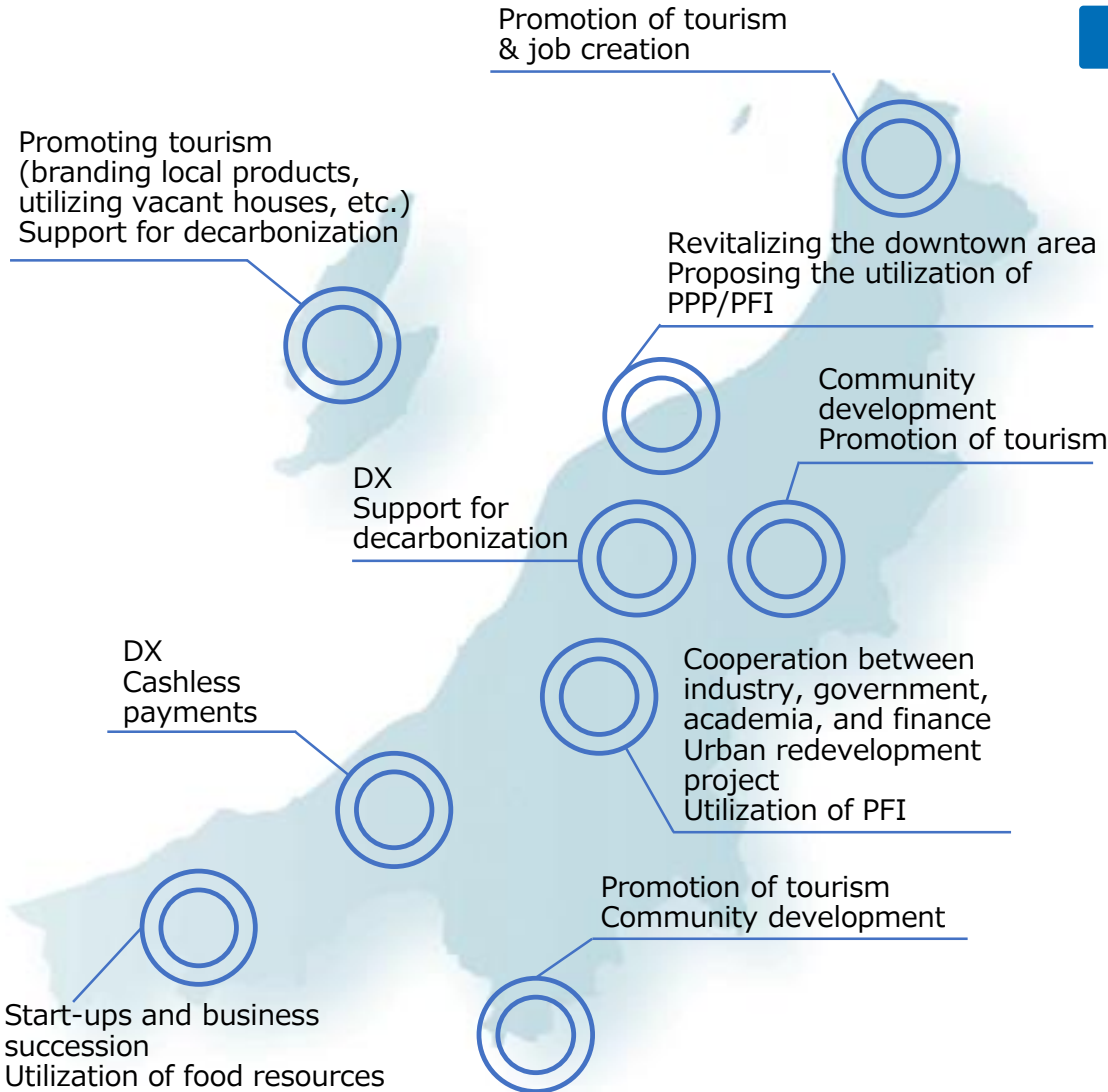 Promotion of tourism
& job creation
Promoting tourism
(branding local products,
utilizing vacant houses, etc.)
Support for decarbonization
Revitalizing the downtown area
Proposing the utilization of
PPP/PFI
Community
development
Promotion of tourism
DX
Support for
decarbonization
DX
Cashless
payments
Cooperation between
industry, government,
academia, and finance
Urban redevelopment
project
Utilization of PFI
Promotion of tourism
Community development
Start-ups and business
succession
Utilization of food resources